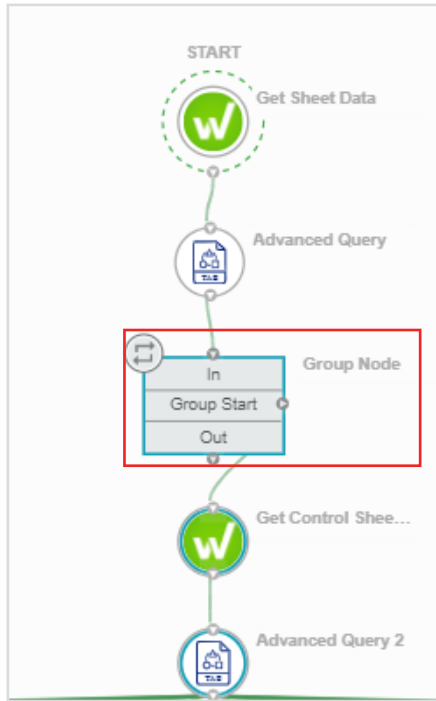 START
Get Sheet Data
Advanced Query
TAB
Group Node
In
Group Start
Out
Get Control Shee...
Advanced Query 2
TAB